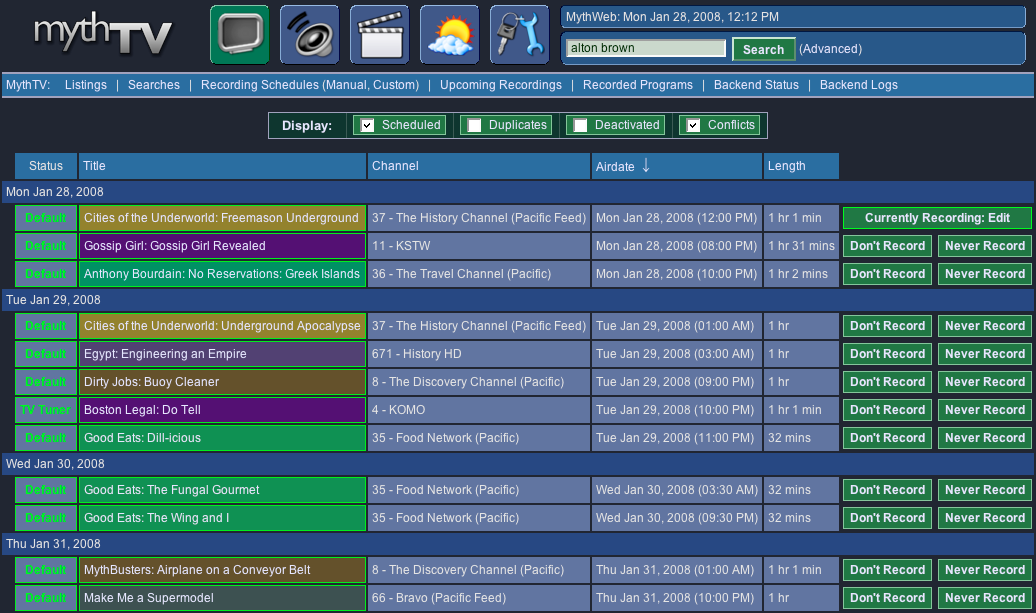 mythTV
MythWeb: Mon Jan 28, 2008, 12:12 PM
alton brown Search (Advanced)
MythTV: Listings | Searches | Recording Schedules (Manual, Custom) | Upcoming Recordings | Recorded Programs | Backend Status | Backend Logs
Display: Scheduled Duplicates Deactivated Conflicts
Status Title Channel Airdate ↓ Length
Mon Jan 28, 2008
Default Cities of the Underworld: Freemason Underground 37 - The History Channel (Pacific Feed) Mon Jan 28, 2008 (12:00 PM) 1 hr 1 min Currently Recording: Edit
Default Gossip Girl: Gossip Girl Revealed 11 - KSTW Mon Jan 28, 2008 (08:00 PM) 1 hr 31 mins Don't Record Never Record
Default Anthony Bourdain: No Reservations: Greek Islands 36 - The Travel Channel (Pacific) Mon Jan 28, 2008 (10:00 PM) 1 hr 2 mins Don't Record Never Record
Tue Jan 29, 2008
Default Cities of the Underworld: Underground Apocalypse 37 - The History Channel (Pacific Feed) Tue Jan 29, 2008 (01:00 AM) 1 hr Don't Record Never Record
Default Egypt: Engineering an Empire 671 - History HD Tue Jan 29, 2008 (03:00 AM) 1 hr Don't Record Never Record
Default Dirty Jobs: Buoy Cleaner 8 - The Discovery Channel (Pacific) Tue Jan 29, 2008 (09:00 PM) 1 hr Don't Record Never Record
TV Tuner Boston Legal: Do Tell 4 - KOMO Tue Jan 29, 2008 (10:00 PM) 1 hr 1 min Don't Record Never Record
Default Good Eats: Dill-icious 35 - Food Network (Pacific) Tue Jan 29, 2008 (11:00 PM) 32 mins Don't Record Never Record
Wed Jan 30, 2008
Default Good Eats: The Fungal Gourmet 35 - Food Network (Pacific) Wed Jan 30, 2008 (03:30 AM) 32 mins Don't Record Never Record
Default Good Eats: The Wing and I 35 - Food Network (Pacific) Wed Jan 30, 2008 (09:30 PM) 32 mins Don't Record Never Record
Thu Jan 31, 2008
Default MythBusters: Airplane on a Conveyor Belt 8 - The Discovery Channel (Pacific) Thu Jan 31, 2008 (01:00 AM) 1 hr 1 min Don't Record Never Record
Default Make Me a Supermodel 66 - Bravo (Pacific Feed) Thu Jan 31, 2008 (10:00 PM) 1 hr Don't Record Never Record